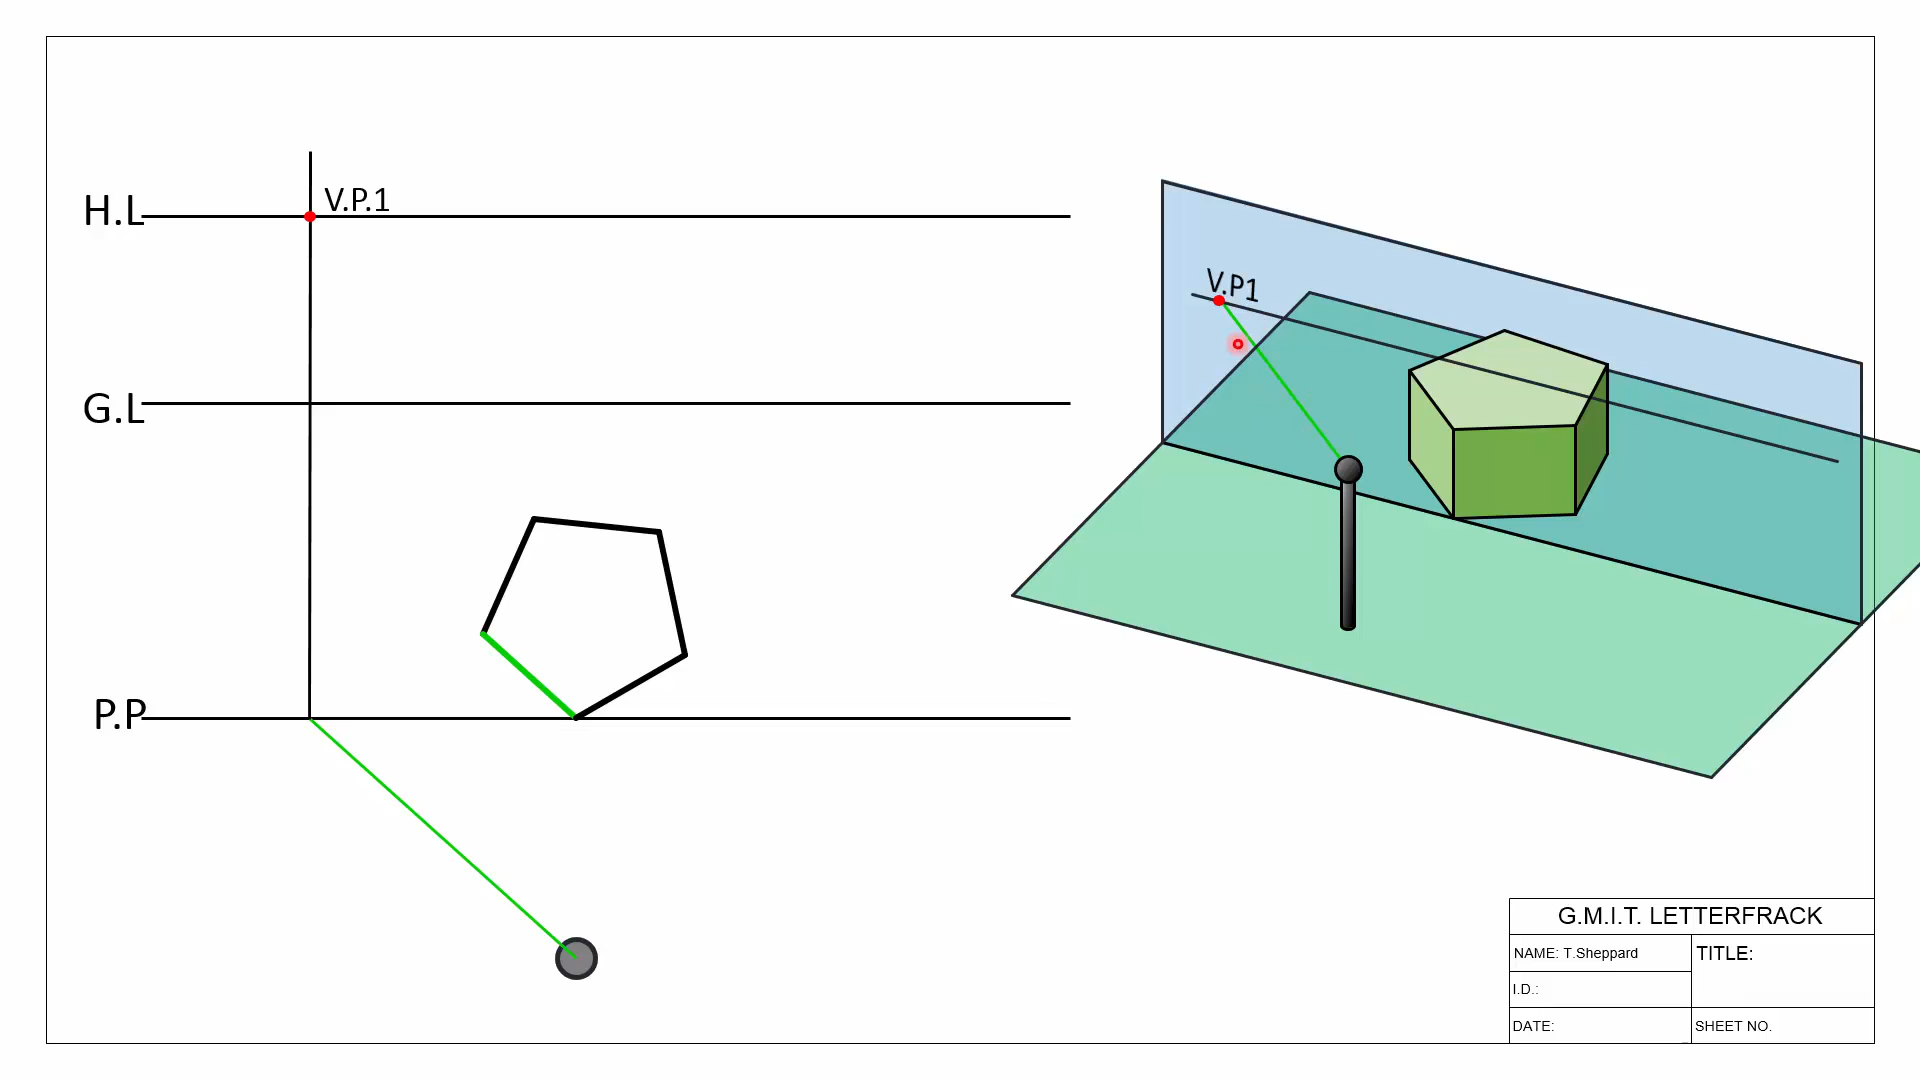 H.L
V.P.1
G.L
P.P
V.P1
G.M.I.T. LETTERFRACK
NAME: T.Sheppard
TITLE:
I.D.:
DATE:
SHEET NO.